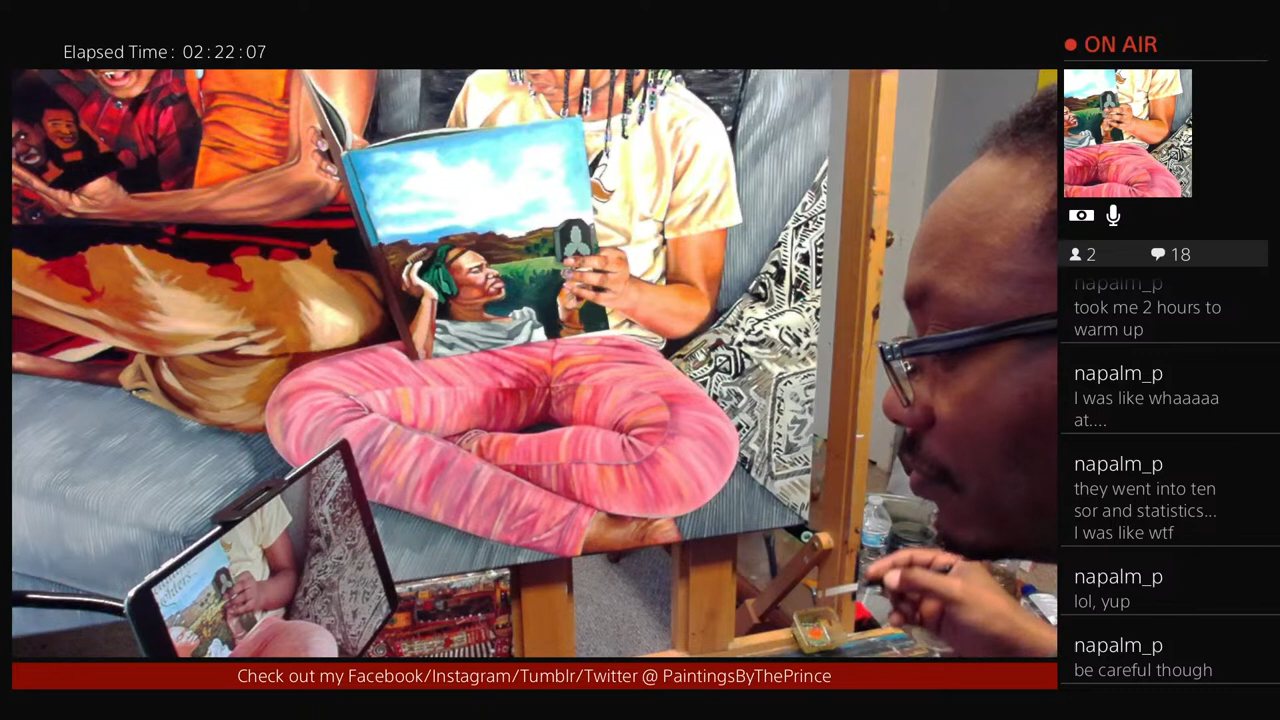 Elapsed Time: 02:22:07
ON AIR
2
18
napalm_p
took me 2 hours to
warm up
napalm_p
I was like whaaaaa
at....
napalm_p
they went into ten
sor and statistics...
I was like wtf
napalm_p
lol, yup
napalm_p
be careful though
Check out my Facebook/Instagram/Tumblr/Twitter @ PaintingsByThePrince